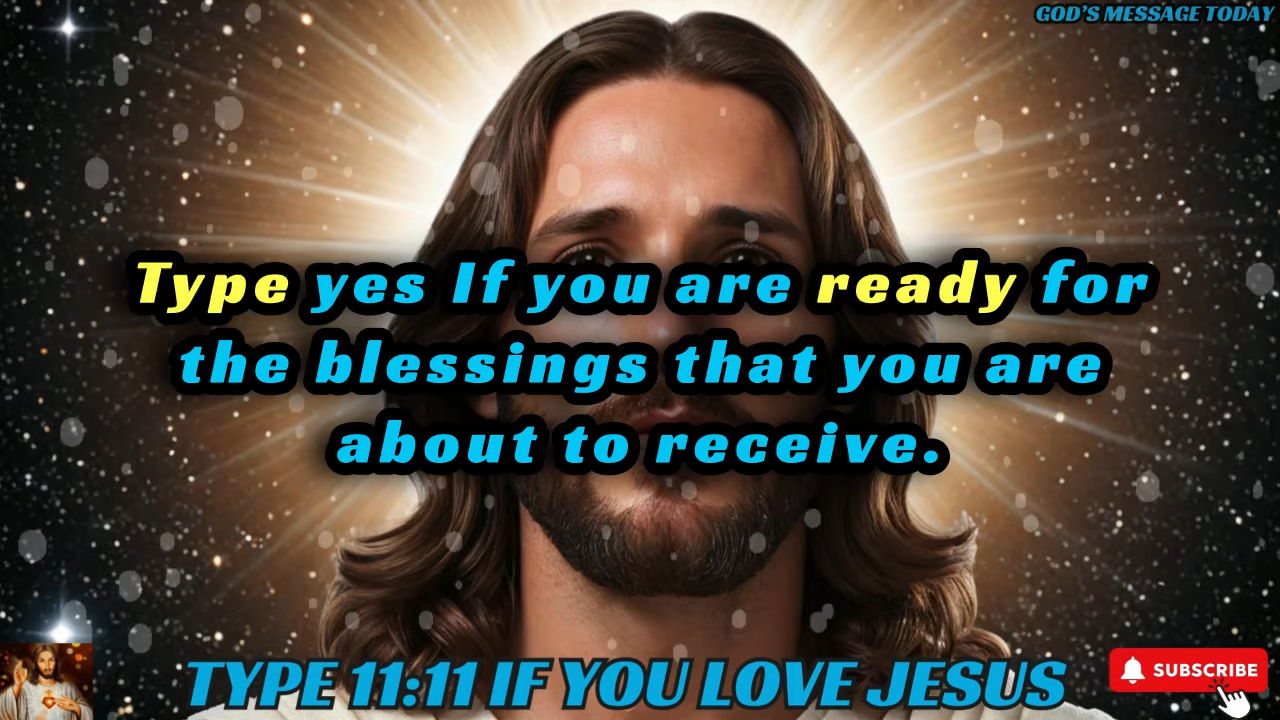 GOD'S MESSAGE TODAY
Type yes If you are ready for
the blessings that you are
about to receive.
TYPE 11:11 IF YOU LOVE JESUS
SUBSCRIBE